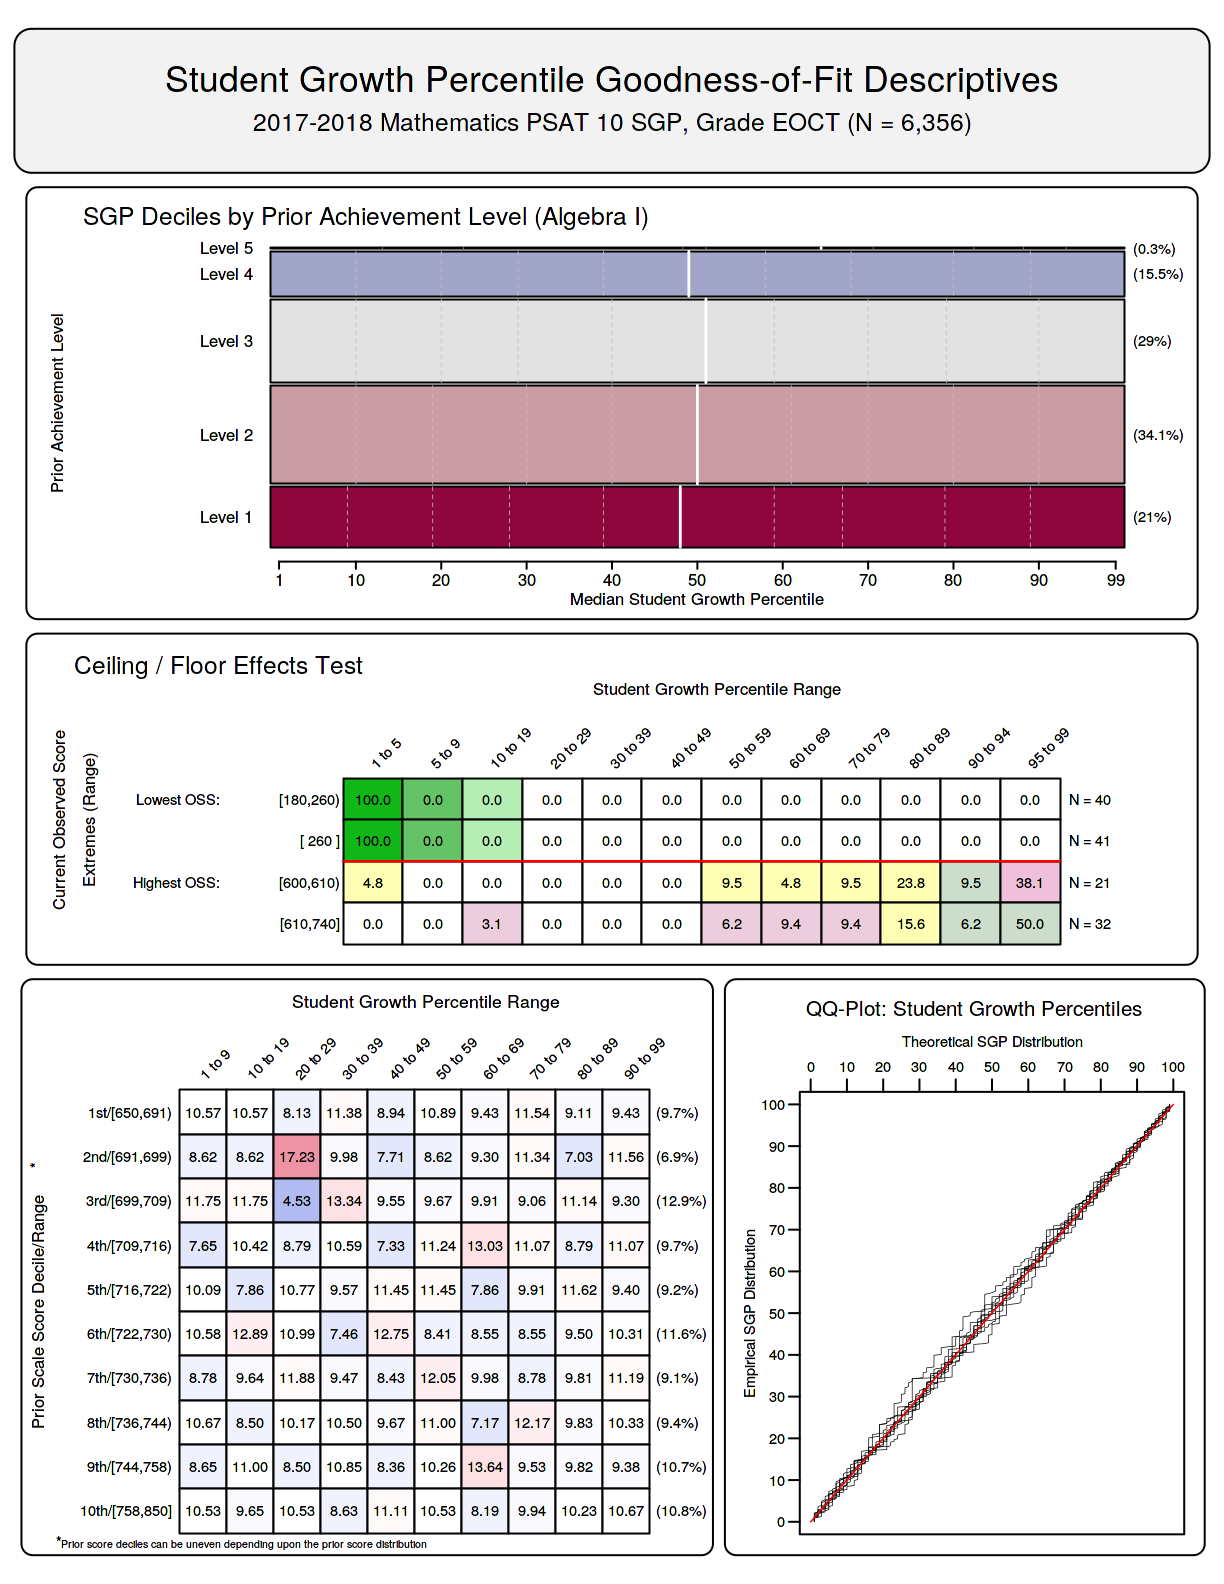 Student Growth Percentile Goodness-of-Fit Descriptives
2017-2018 Mathematics PSAT 10 SGP, Grade EOCT (N = 6,356)
SGP Deciles by Prior Achievement Level (Algebra I)
Prior Achievement Level
Level 5 (0.3%)
Level 4 (15.5%)
Level 3 (29%)
Level 2 (34.1%)
Level 1 (21%)
1 10 20 30 40 50 60 70 80 90 99
Median Student Growth Percentile
Ceiling / Floor Effects Test
Student Growth Percentile Range
Current Observed Score
Extremes (Range)
1 to 5 5 to 9 10 to 19 20 to 29 30 to 39 40 to 49 50 to 59 60 to 69 70 to 79 80 to 89 90 to 94 95 to 99
Lowest OSS: [180,260) 100.0 0.0 0.0 0.0 0.0 0.0 0.0 0.0 0.0 0.0 0.0 0.0 N = 40
[ 260 ] 100.0 0.0 0.0 0.0 0.0 0.0 0.0 0.0 0.0 0.0 0.0 0.0 N = 41
Highest OSS: [600,610) 4.8 0.0 0.0 0.0 0.0 0.0 9.5 4.8 9.5 23.8 9.5 38.1 N = 21
[610,740] 0.0 0.0 3.1 0.0 0.0 0.0 6.2 9.4 9.4 15.6 6.2 50.0 N = 32
Student Growth Percentile Range
Prior Scale Score Decile/Range *
1 to 9 10 to 19 20 to 29 30 to 39 40 to 49 50 to 59 60 to 69 70 to 79 80 to 89 90 to 99
1st/[650,691) 10.57 10.57 8.13 11.38 8.94 10.89 9.43 11.54 9.11 9.43 (9.7%)
2nd/[691,699) 8.62 8.62 17.23 9.98 7.71 8.62 9.30 11.34 7.03 11.56 (6.9%)
3rd/[699,709) 11.75 11.75 4.53 13.34 9.55 9.67 9.91 9.06 11.14 9.30 (12.9%)
4th/[709,716) 7.65 10.42 8.79 10.59 7.33 11.24 13.03 11.07 8.79 11.07 (9.7%)
5th/[716,722) 10.09 7.86 10.77 9.57 11.45 11.45 7.86 9.91 11.62 9.40 (9.2%)
6th/[722,730) 10.58 12.89 10.99 7.46 12.75 8.41 8.55 8.55 9.50 10.31 (11.6%)
7th/[730,736) 8.78 9.64 11.88 9.47 8.43 12.05 9.98 8.78 9.81 11.19 (9.1%)
8th/[736,744) 10.67 8.50 10.17 10.50 9.67 11.00 7.17 12.17 9.83 10.33 (9.4%)
9th/[744,758) 8.65 11.00 8.50 10.85 8.36 10.26 13.64 9.53 9.82 9.38 (10.7%)
10th/[758,850] 10.53 9.65 10.53 8.63 11.11 10.53 8.19 9.94 10.23 10.67 (10.8%)
*Prior score deciles can be uneven depending upon the prior score distribution
QQ-Plot: Student Growth Percentiles
Theoretical SGP Distribution
0 10 20 30 40 50 60 70 80 90 100
Empirical SGP Distribution
100
90
80
70
60
50
40
30
20
10
0